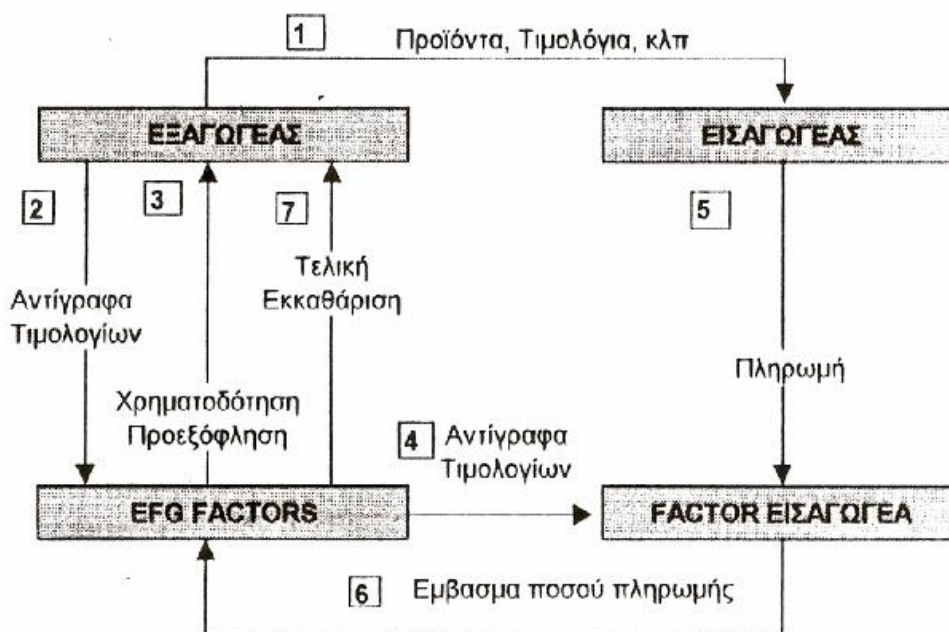 1
Προϊόντα, Τιμολόγια, κλπ
ΕΞΑΓΩΓΕΑΣ
ΕΙΣΑΓΩΓΕΑΣ
2
3
7
5
Τελική
Εκκαθάριση
Αντίγραφα
Τιμολογίων
Πληρωμή
Χρηματοδότηση
Προεξόφληση
4
Αντίγραφα
Τιμολογίων
EFG FACTORS
FACTOR ΕΙΣΑΓΩΓΕΑ
6 Εμβασμα ποσού πληρωμής